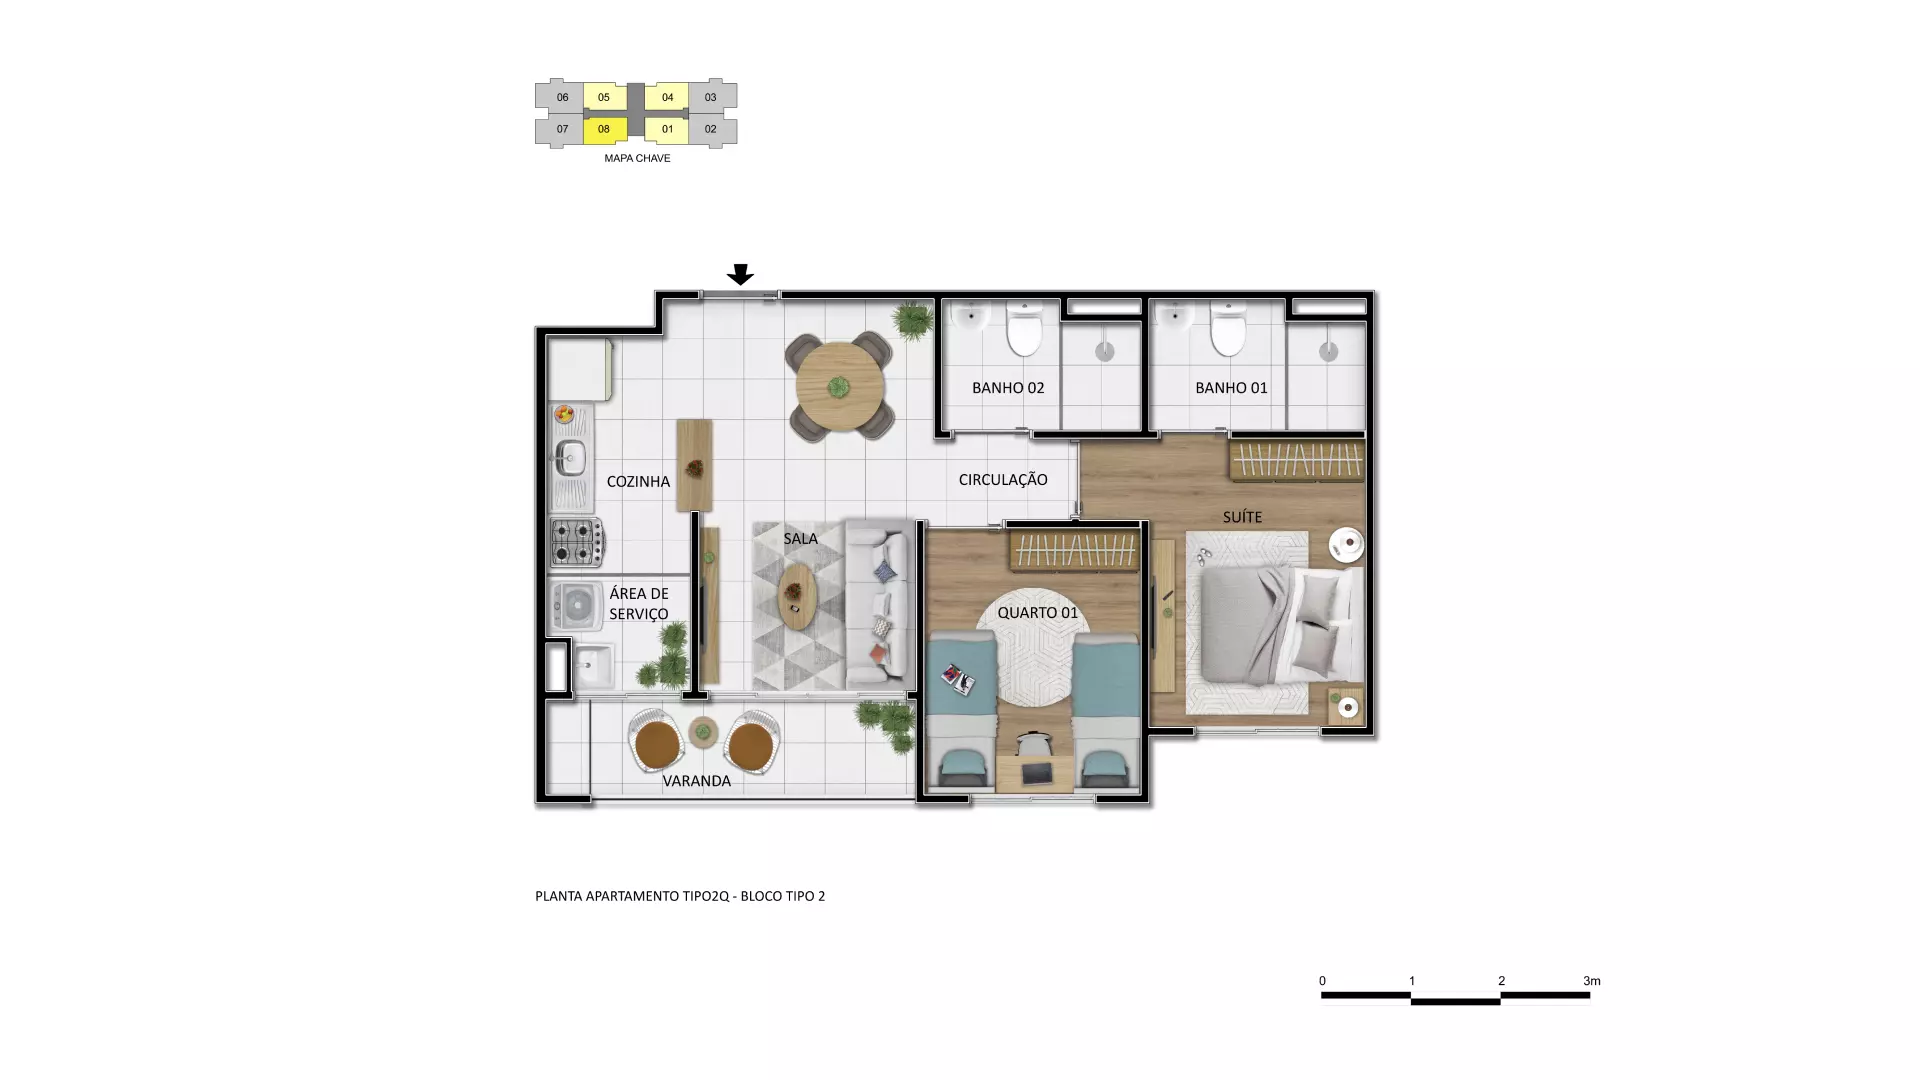 06 05 04 03
07 08 01 02
MAPA CHAVE
BANHO 02
BANHO 01
COZINHA
CIRCULAÇÃO
SUÍTE
SALA
ÁREA DE
SERVIÇO
QUARTO 01
VARANDA
PLANTA APARTAMENTO TIPO2Q - BLOCO TIPO 2
0 1 2 3m